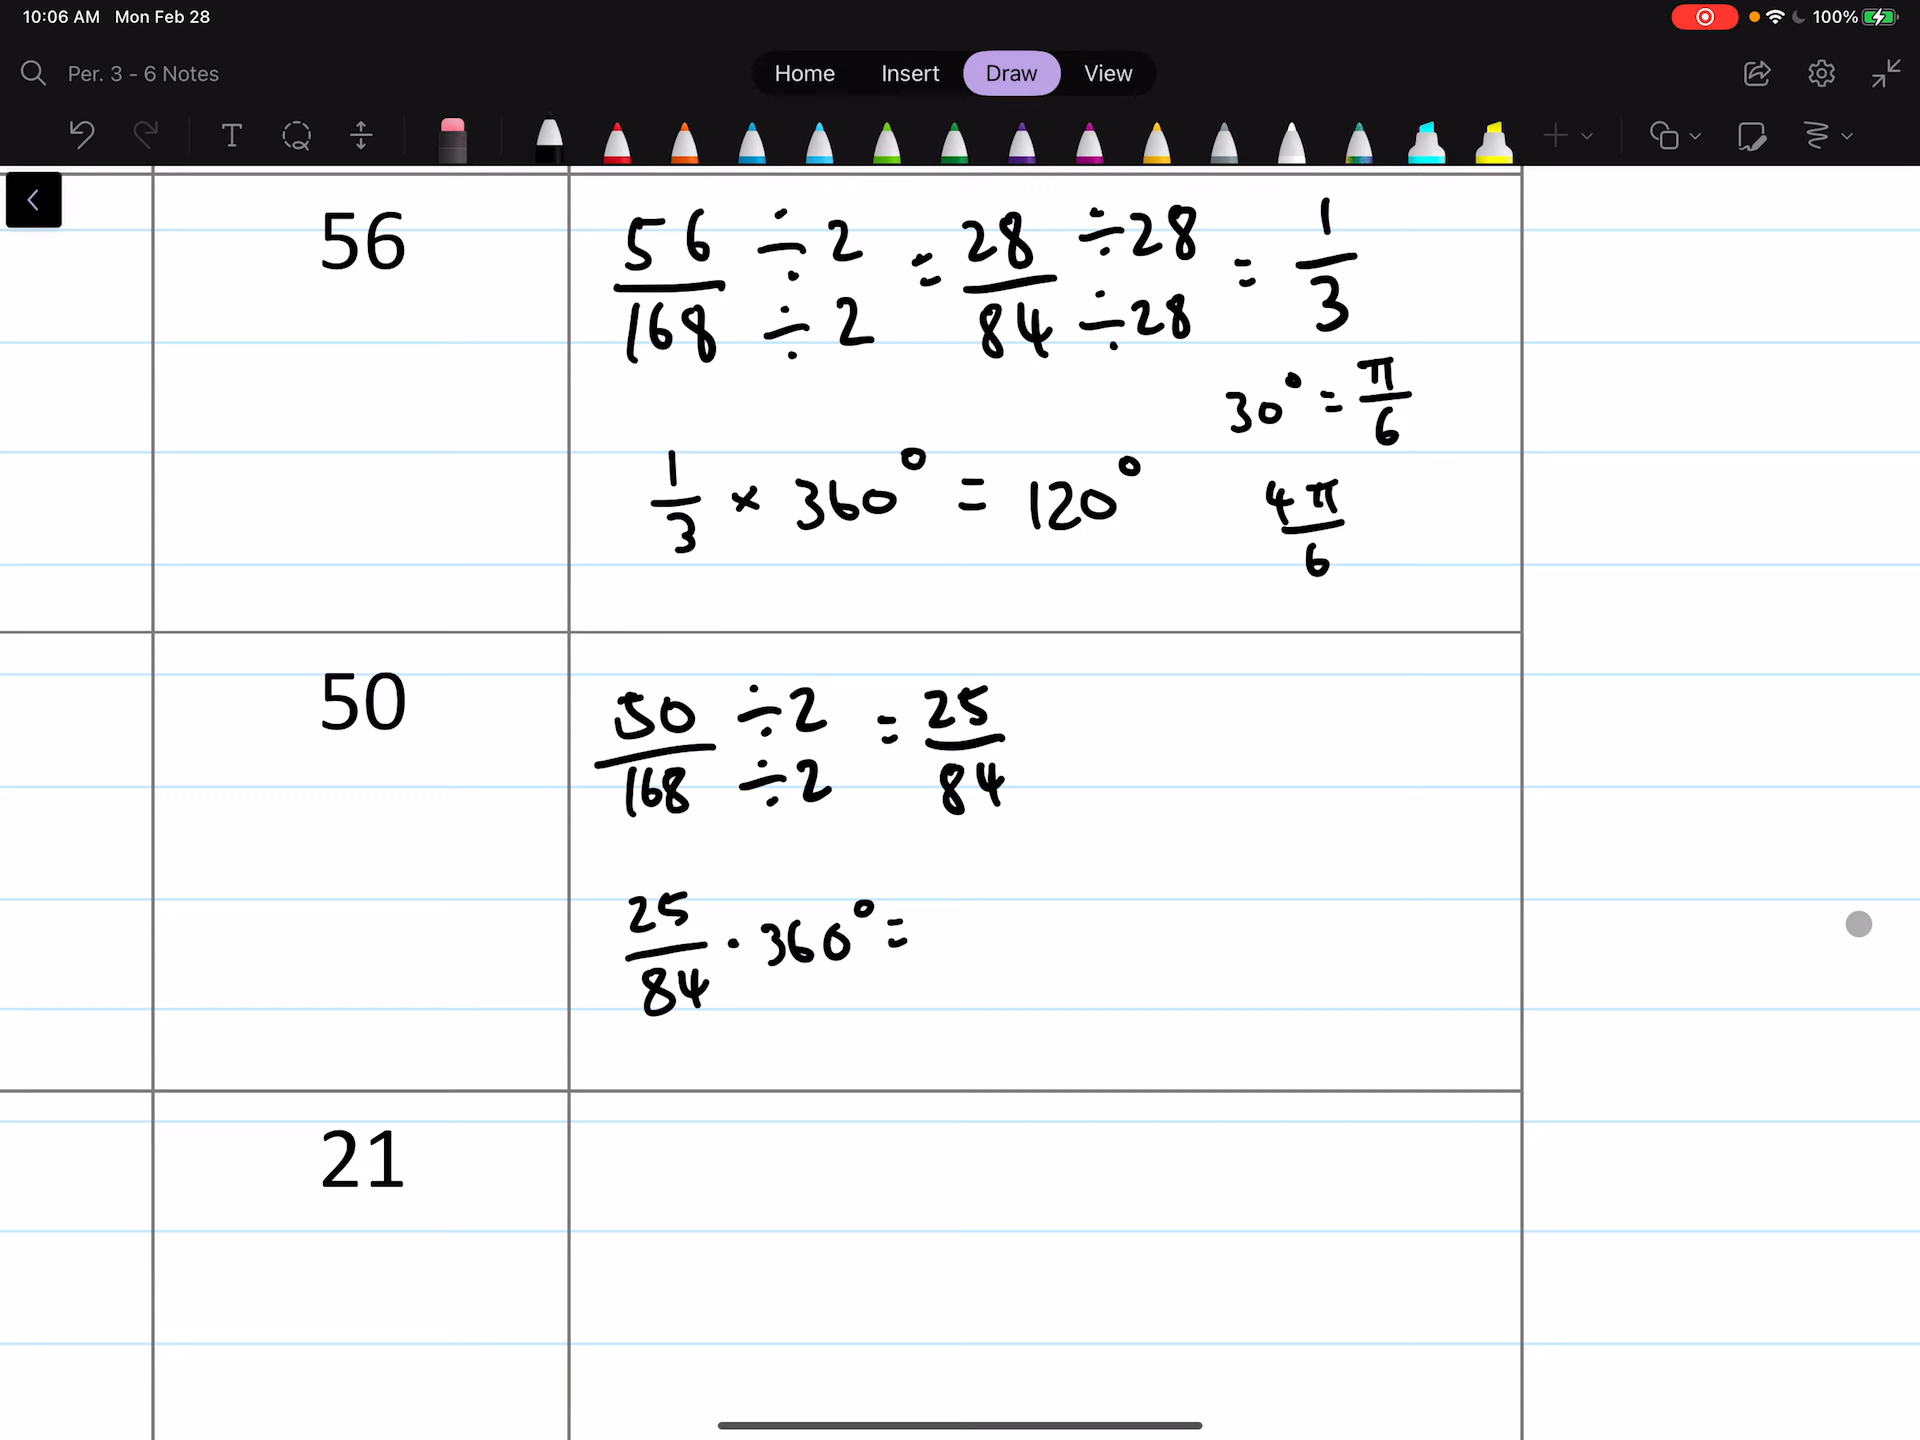 10:06 AM Mon Feb 28 100%
Per. 3 - 6 Notes Home Insert Draw View
T
56
56/168 ÷2/÷2 = 28/84 ÷28/÷28 = 1/3
30° = π/6
1/3 × 360° = 120°
4π/6
50
50/168 ÷2/÷2 = 25/84
25/84 · 360° =
21